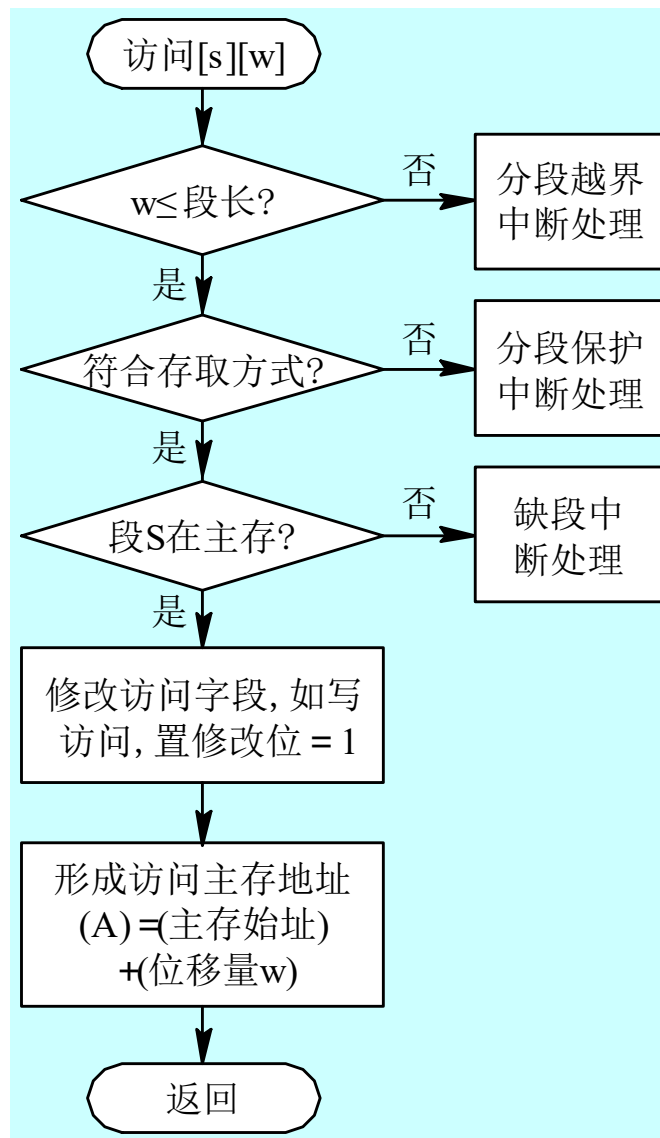 访问[s][w]
w≤段长?
否
分段越界
中断处理
是
符合存取方式?
否
分段保护
中断处理
是
段S在主存?
否
缺段中
断处理
是
修改访问字段, 如写
访问, 置修改位 = 1
形成访问主存地址
(A) =(主存始址)
+(位移量w)
返回